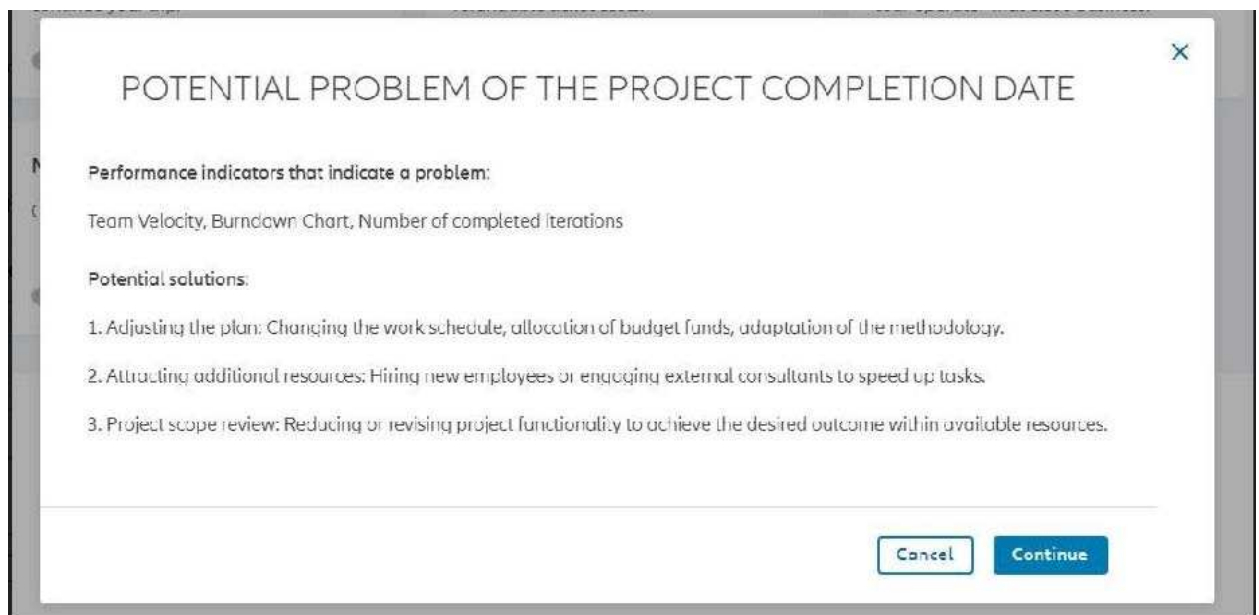 POTENTIAL PROBLEM OF THE PROJECT COMPLETION DATE
Performance indicators that indicate a problem:
Team Velocity, Burndown Chart, Number of completed iterations
Potential solutions:
1. Adjusting the plan: Changing the work schedule, allocation of budget funds, adaptation of the methodology.
2. Attracting additional resources: Hiring new employees or engaging external consultants to speed up tasks.
3. Project scope review: Reducing or revising project functionality to achieve the desired outcome within available resources.
Cancel Continue